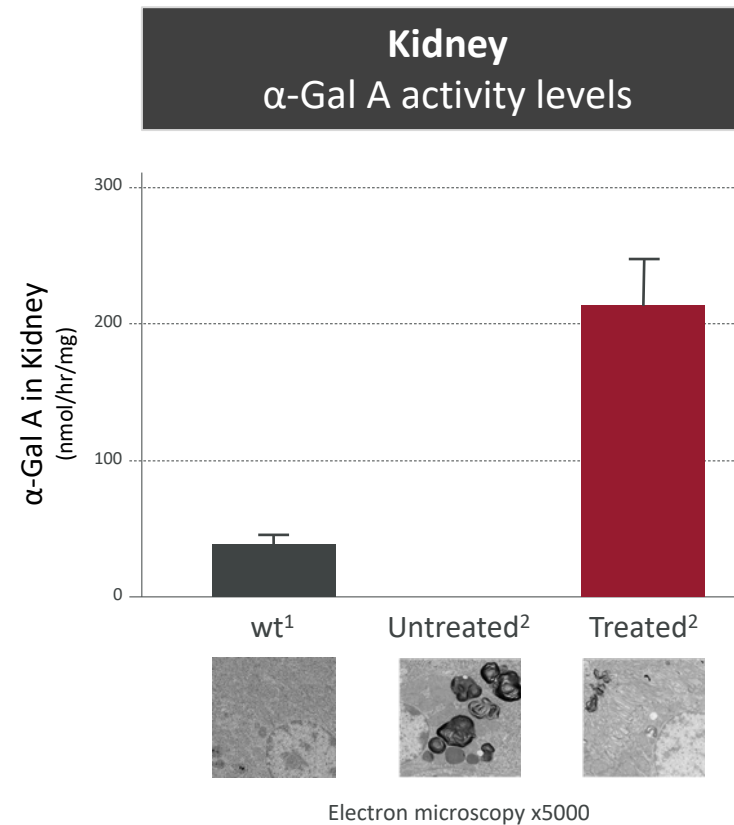 Kidney
α-Gal A activity levels
300
200
100
0
α-Gal A in Kidney
(nmol/hr/mg)
wt¹
Untreated²
Treated²
Electron microscopy x5000